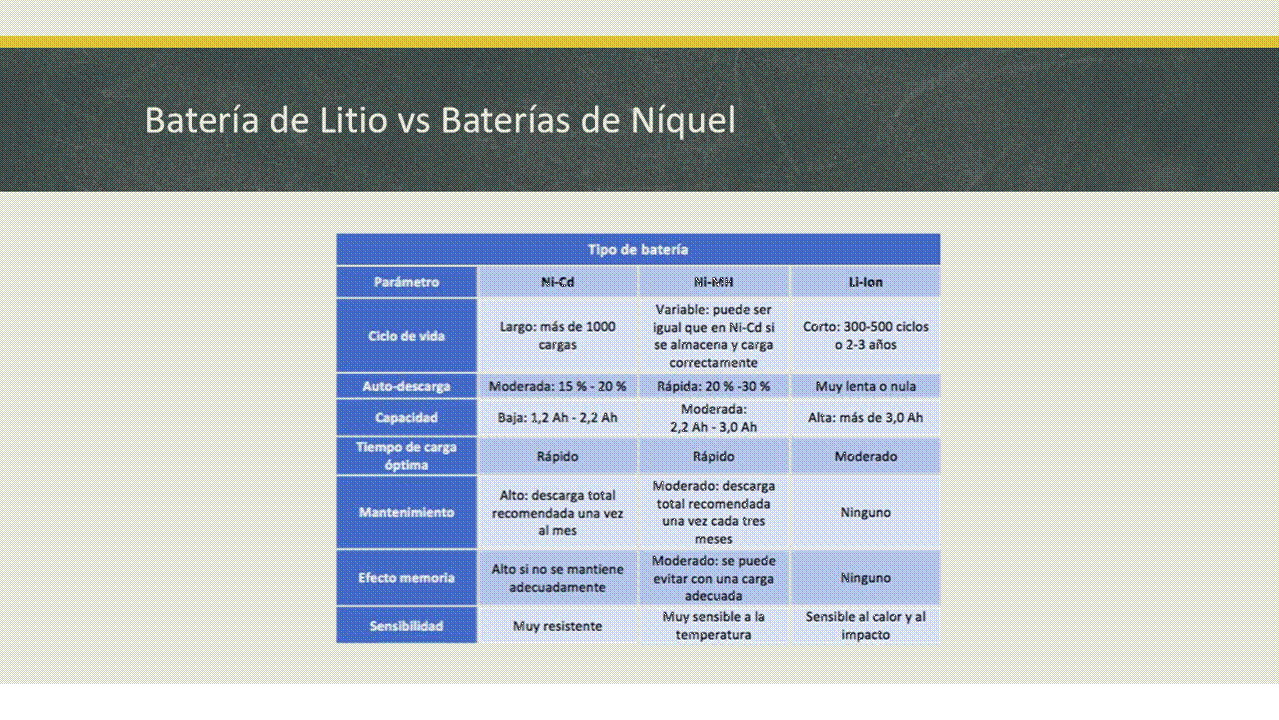 Batería de Litio vs Baterías de Níquel
Tipo de batería
Parámetro
Ni-Cd
Ni-MH
Li-Ion
Ciclo de vida
Largo: más de 1000
cargas
Variable: puede ser
igual que en Ni-Cd si
se almacena y carga
correctamente
Corto: 300-500 ciclos
o 2-3 años
Auto-descarga
Moderada: 15 % - 20 %
Rápida: 20 % -30 %
Muy lenta o nula
Capacidad
Baja: 1,2 Ah - 2,2 Ah
Moderada:
2,2 Ah - 3,0 Ah
Alta: más de 3,0 Ah
Tiempo de carga
óptima
Rápido
Rápido
Moderado
Mantenimiento
Alto: descarga total
recomendada una vez
al mes
Moderado: descarga
total recomendada
una vez cada tres
meses
Ninguno
Efecto memoria
Alto si no se mantiene
adecuadamente
Moderado: se puede
evitar con una carga
adecuada
Ninguno
Sensibilidad
Muy resistente
Muy sensible a la
temperatura
Sensible al calor y al
impacto